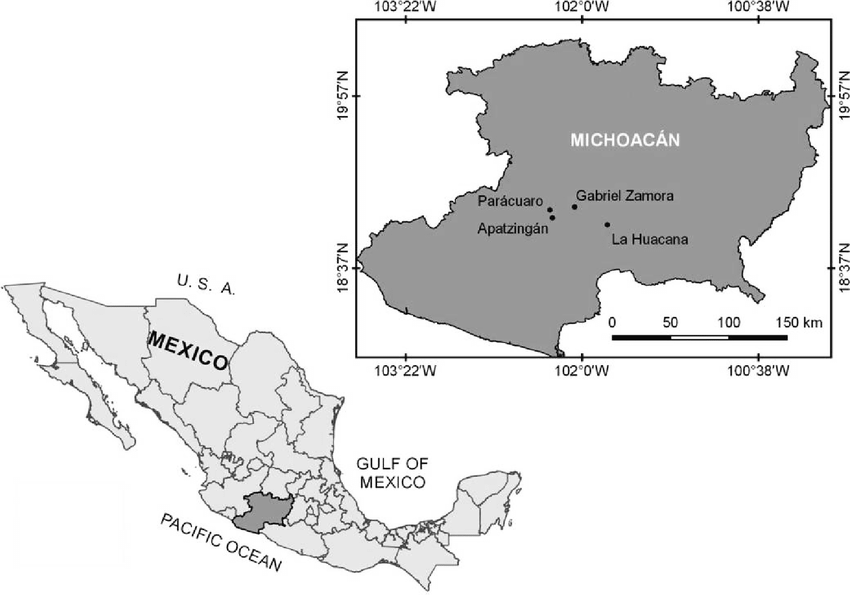 103°22'W 102°0'W 100°38'W
19°57'N 19°57'N
MICHOACÁN
Parácuaro Gabriel Zamora
Apatzingán La Huacana
18°37'N 18°37'N
0 50 100 150 km
103°22'W 102°0'W 100°38'W
U. S. A.
MEXICO
GULF OF
MEXICO
PACIFIC OCEAN